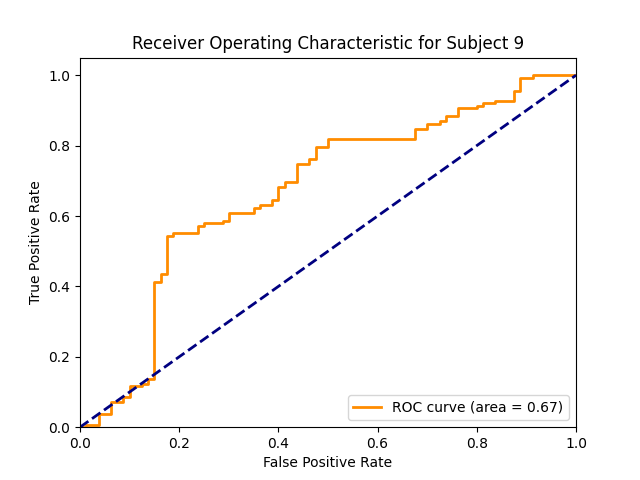 Receiver Operating Characteristic for Subject 9
1.0
0.8
0.6
0.4
0.2
0.0
True Positive Rate
ROC curve (area = 0.67)
0.0 0.2 0.4 0.6 0.8 1.0
False Positive Rate